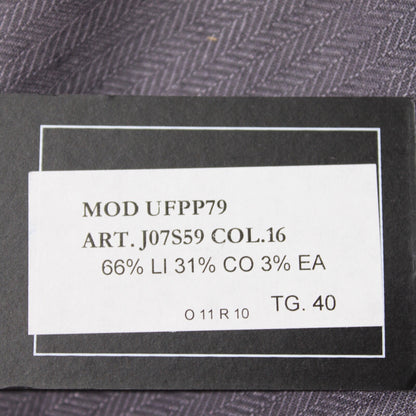 MOD UFPP79
ART. J07S59 COL.16
66% LI 31% CO 3% EA
O 11 R 10 TG. 40